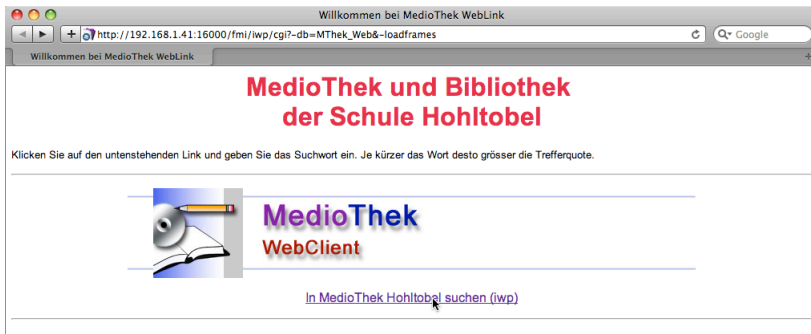 Willkommen bei MedioThek WebLink
http://192.168.1.41:16000/fmi/iwp/cgi?-db=MThek_Web&-loadframes
Google
Willkommen bei MedioThek WebLink
MedioThek und Bibliothek
der Schule Hohltobel
Klicken Sie auf den untenstehenden Link und geben Sie das Suchwort ein. Je kürzer das Wort desto grösser die Trefferquote.
MedioThek
WebClient
In MedioThek Hohltobel suchen (iwp)